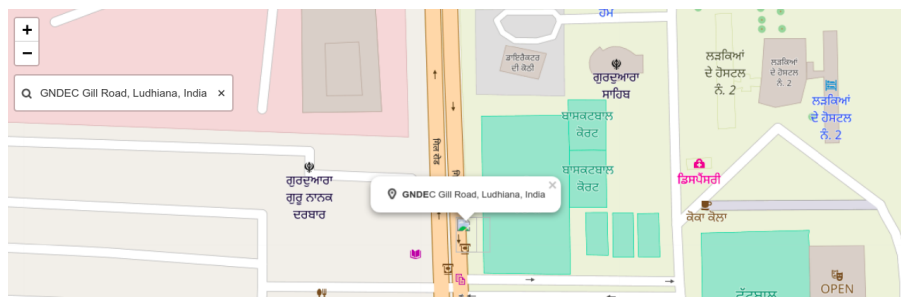 ਹਮ
+
−
GNDEC Gill Road, Ludhiana, India ×
ਡਾਇਰੈਕਟਰ
ਦੀ ਕੋਠੀ
ਗੁਰਦੁਆਰਾ
ਸਾਹਿਬ
ਲੜਕਿਆਂ
ਦੇ ਹੋਸਟਲ
ਨੰ. 2
ਲੜਕਿਆਂ
ਦੇ ਹੋਸਟਲ
ਨੰ. 2
ਲੜਕਿਆਂ
ਦੇ ਹੋਸਟਲ
ਨੰ. 2
ਬਾਸਕਟਬਾਲ
ਕੋਰਟ
ਬਾਸਕਟਬਾਲ
ਕੋਰਟ
ਗਿੱਲ ਰੋਡ
ਗੁਰਦੁਆਰਾ
ਗੁਰੂ ਨਾਨਕ
ਦਰਬਾਰ
GNDEC Gill Road, Ludhiana, India ×
ਡਿਸਪੈਂਸਰੀ
ਕੋਕਾ ਕੋਲਾ
OPEN